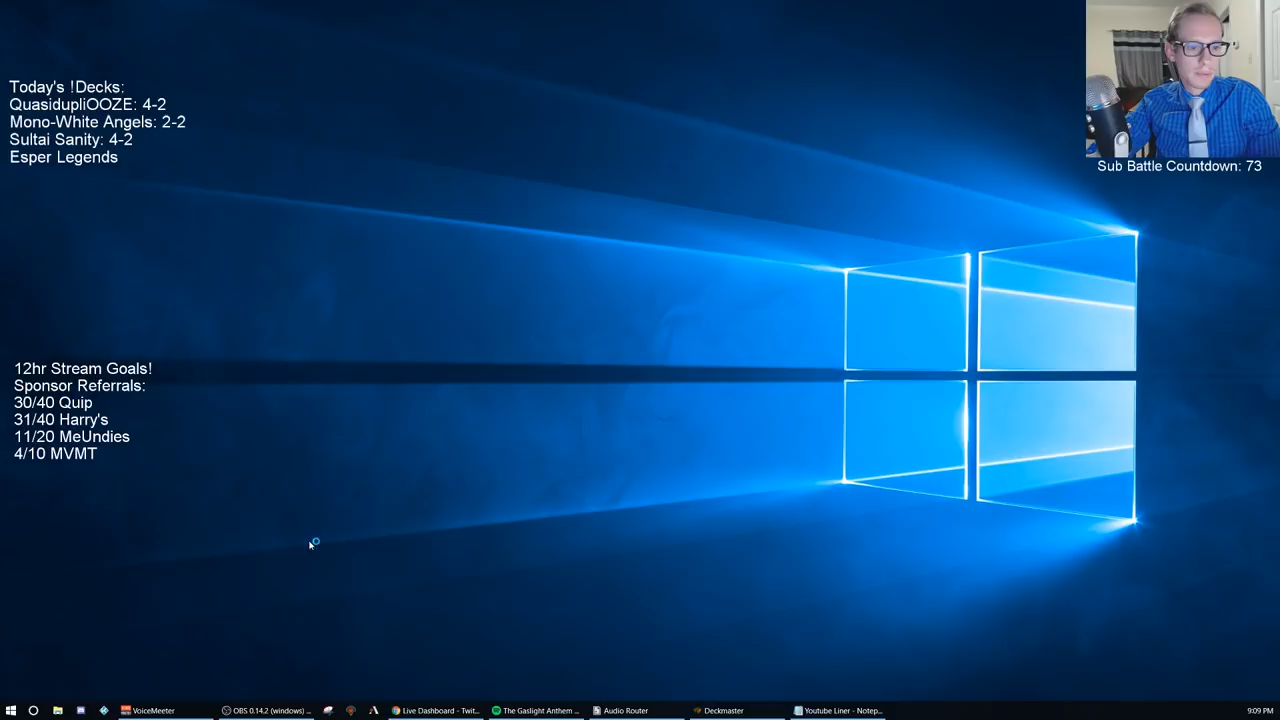 Today's !Decks:
QuasidupliOOZE: 4-2
Mono-White Angels: 2-2
Sultai Sanity: 4-2
Esper Legends
Sub Battle Countdown: 73
12hr Stream Goals!
Sponsor Referrals:
30/40 Quip
31/40 Harry's
11/20 MeUndies
4/10 MVMT
VoiceMeeter
OBS 0.14.2 (windows) ...
Live Dashboard - Twit...
The Gaslight Anthem ...
Audio Router
Deckmaster
Youtube Liner - Notep...
9:09 PM